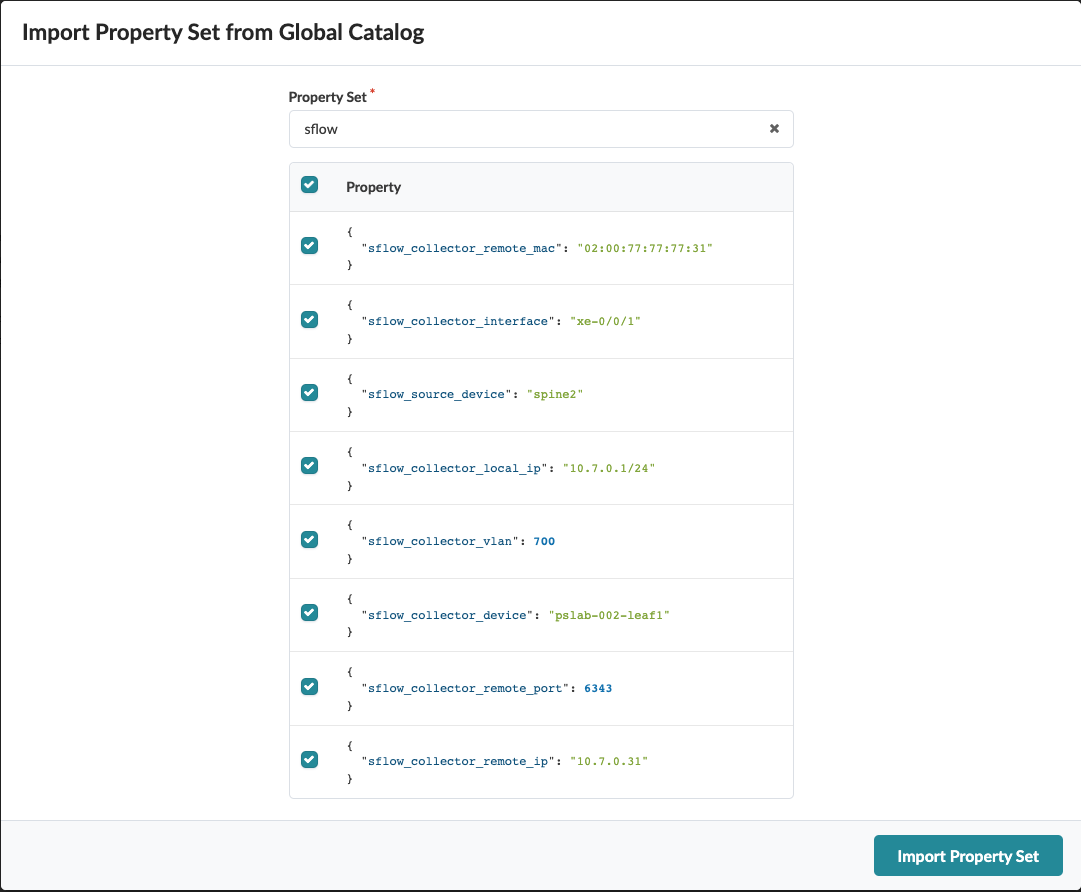 Import Property Set from Global Catalog
Property Set *
sflow
Property
{
"sflow_collector_remote_mac": "02:00:77:77:77:31"
}
{
"sflow_collector_interface": "xe-0/0/1"
}
{
"sflow_source_device": "spine2"
}
{
"sflow_collector_local_ip": "10.7.0.1/24"
}
{
"sflow_collector_vlan": 700
}
{
"sflow_collector_device": "pslab-002-leaf1"
}
{
"sflow_collector_remote_port": 6343
}
{
"sflow_collector_remote_ip": "10.7.0.31"
}
Import Property Set